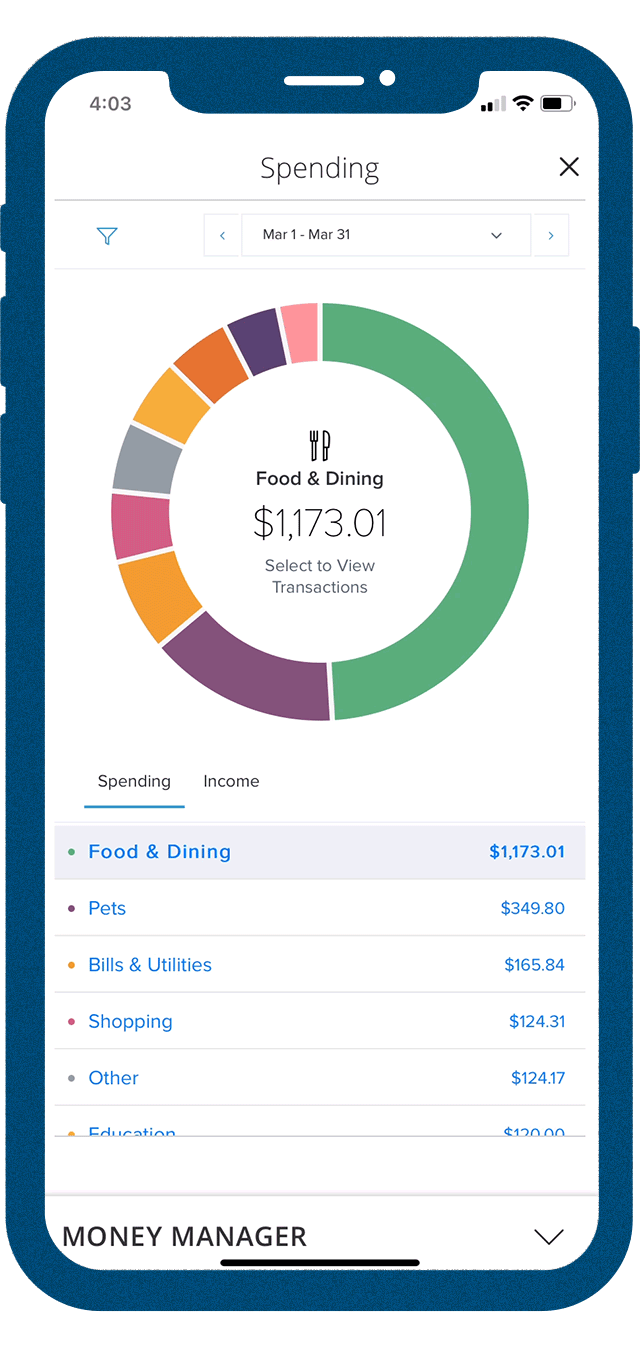 4:03
Spending
Mar 1 - Mar 31
Food & Dining
$1,173.01
Select to View
Transactions
Spending Income
Food & Dining $1,173.01
Pets $349.80
Bills & Utilities $165.84
Shopping $124.31
Other $124.17
Education $120.00
MONEY MANAGER